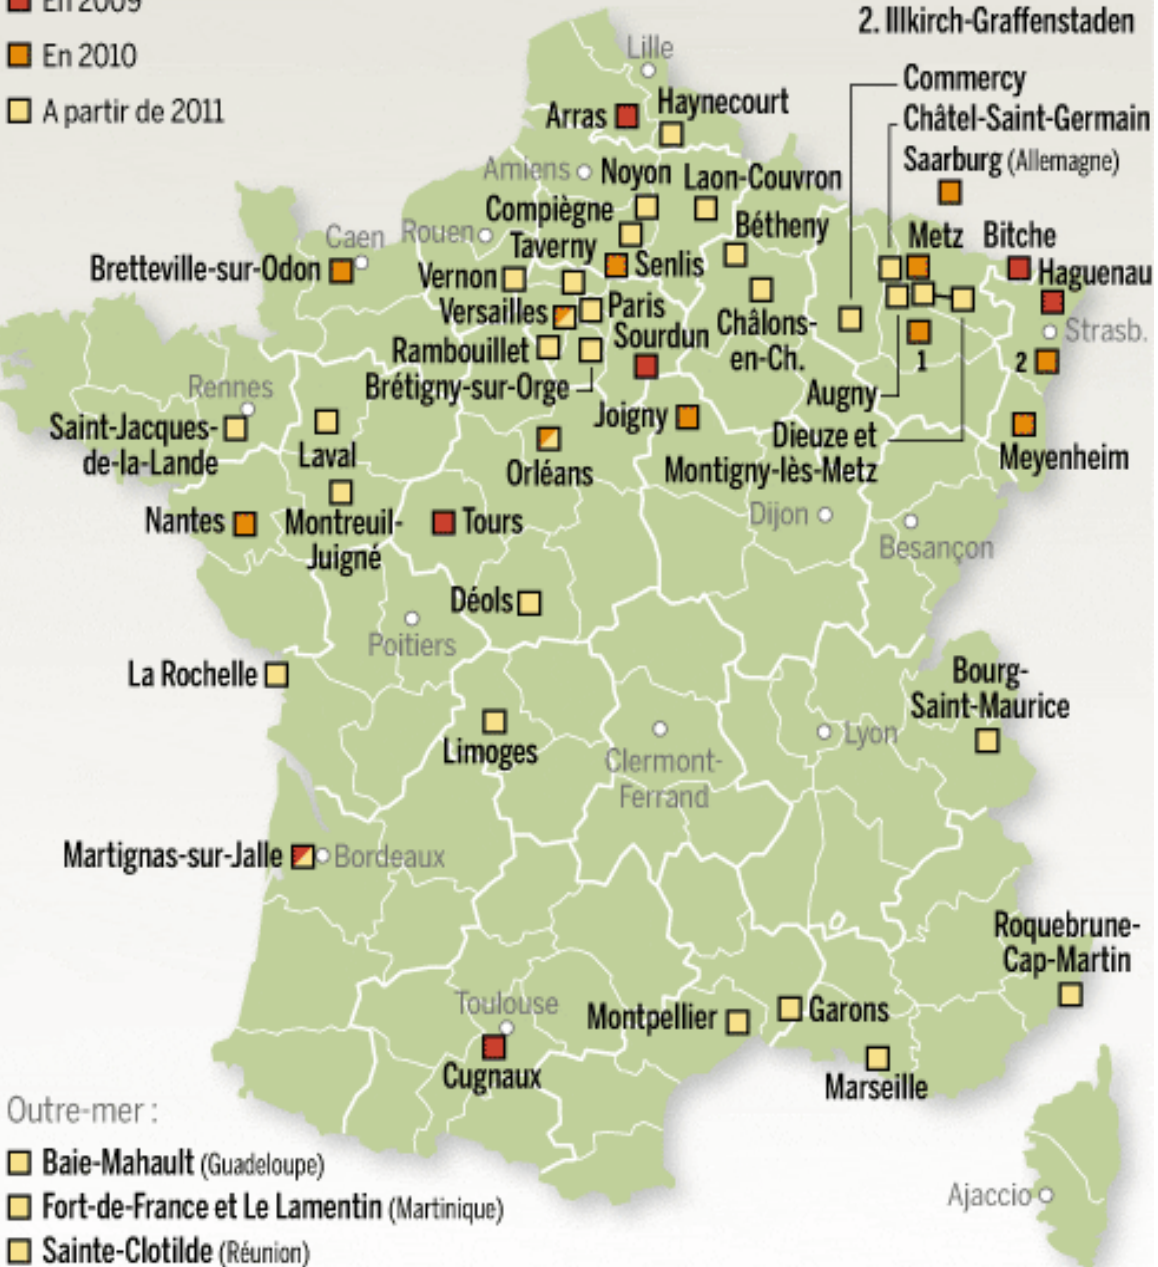 En 2009
En 2010
A partir de 2011
2. Illkirch-Graffenstaden
Lille
Commercy
Arras
Haynecourt
Châtel-Saint-Germain
Saarburg (Allemagne)
Amiens
Noyon
Laon-Couvron
Compiègne
Bétheny
Caen
Rouen
Taverny
Metz
Bitche
Bretteville-sur-Odon
Vernon
Senlis
Haguenau
Versailles
Paris
Sourdun
Châlons-
en-Ch.
Strasb.
Rambouillet
1
2
Brétigny-sur-Orge
Augny
Rennes
Joigny
Saint-Jacques-
de-la-Lande
Laval
Orléans
Dieuze et
Montigny-lès-Metz
Meyenheim
Nantes
Montreuil-
Juigné
Tours
Dijon
Besançon
Déols
Poitiers
La Rochelle
Bourg-
Saint-Maurice
Limoges
Clermont-
Ferrand
Lyon
Martignas-sur-Jalle
Bordeaux
Roquebrune-
Cap-Martin
Toulouse
Montpellier
Garons
Cugnaux
Marseille
Outre-mer :
Baie-Mahault (Guadeloupe)
Fort-de-France et Le Lamentin (Martinique)
Ajaccio
Sainte-Clotilde (Réunion)